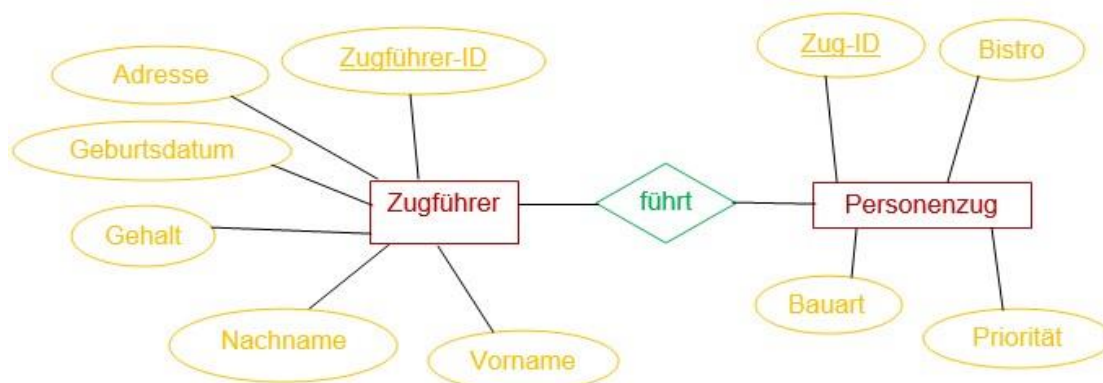 Zugführer-ID
Adresse
Geburtsdatum
Gehalt
Nachname
Vorname
Zugführer
führt
Zug-ID
Bistro
Personenzug
Bauart
Priorität